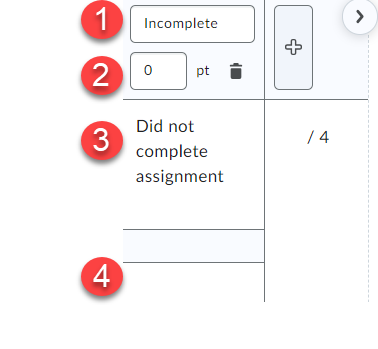 1 Incomplete
2 0 pt
3 Did not
complete
assignment
/ 4
4